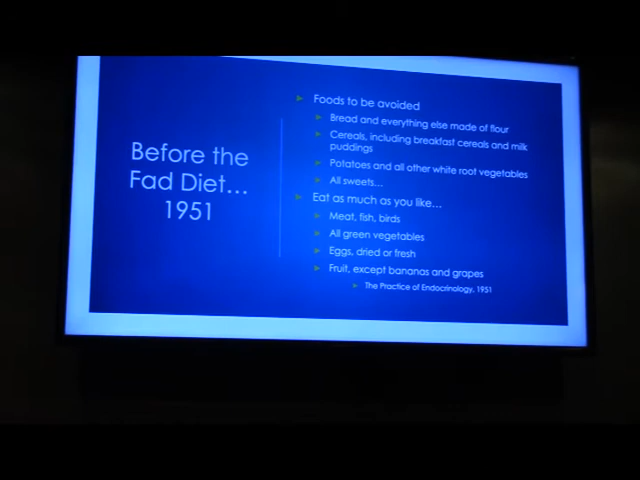 Before the
Fad Diet...
1951
Foods to be avoided
Bread and everything else made of flour
Cereals, including breakfast cereals and milk
puddings
Potatoes and all other white root vegetables
All sweets...
Eat as much as you like...
Meat, fish, birds
All green vegetables
Eggs, dried or fresh
Fruit, except bananas and grapes
The Practice of Endocrinology, 1951